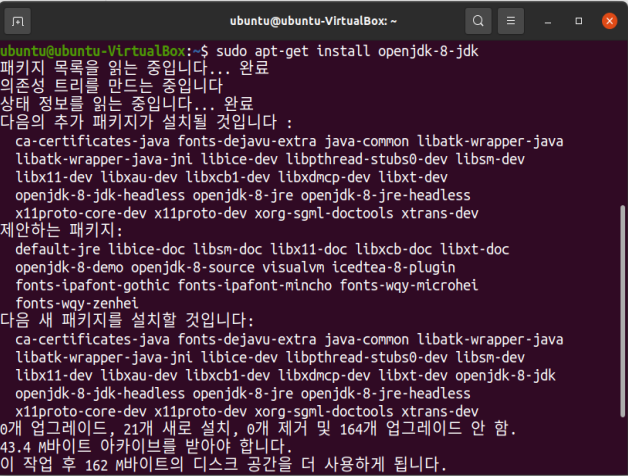 ubuntu@ubuntu-VirtualBox: ~
ubuntu@ubuntu-VirtualBox:~$ sudo apt-get install openjdk-8-jdk
패키지 목록을 읽는 중입니다... 완료
의존성 트리를 만드는 중입니다
상태 정보를 읽는 중입니다... 완료
다음의 추가 패키지가 설치될 것입니다 :
ca-certificates-java fonts-dejavu-extra java-common libatk-wrapper-java
libatk-wrapper-java-jni libice-dev libpthread-stubs0-dev libsm-dev
libx11-dev libxau-dev libxcb1-dev libxdmcp-dev libxt-dev
openjdk-8-jdk-headless openjdk-8-jre openjdk-8-jre-headless
x11proto-core-dev x11proto-dev xorg-sgml-doctools xtrans-dev
제안하는 패키지:
default-jre libice-doc libsm-doc libx11-doc libxcb-doc libxt-doc
openjdk-8-demo openjdk-8-source visualvm icedtea-8-plugin
fonts-ipafont-gothic fonts-ipafont-mincho fonts-wqy-microhei
fonts-wqy-zenhei
다음 새 패키지를 설치할 것입니다:
ca-certificates-java fonts-dejavu-extra java-common libatk-wrapper-java
libatk-wrapper-java-jni libice-dev libpthread-stubs0-dev libsm-dev
libx11-dev libxau-dev libxcb1-dev libxdmcp-dev libxt-dev openjdk-8-jdk
openjdk-8-jdk-headless openjdk-8-jre openjdk-8-jre-headless
x11proto-core-dev x11proto-dev xorg-sgml-doctools xtrans-dev
0개 업그레이드, 21개 새로 설치, 0개 제거 및 164개 업그레이드 안 함.
43.4 M바이트 아카이브를 받아야 합니다.
이 작업 후 162 M바이트의 디스크 공간을 더 사용하게 됩니다.